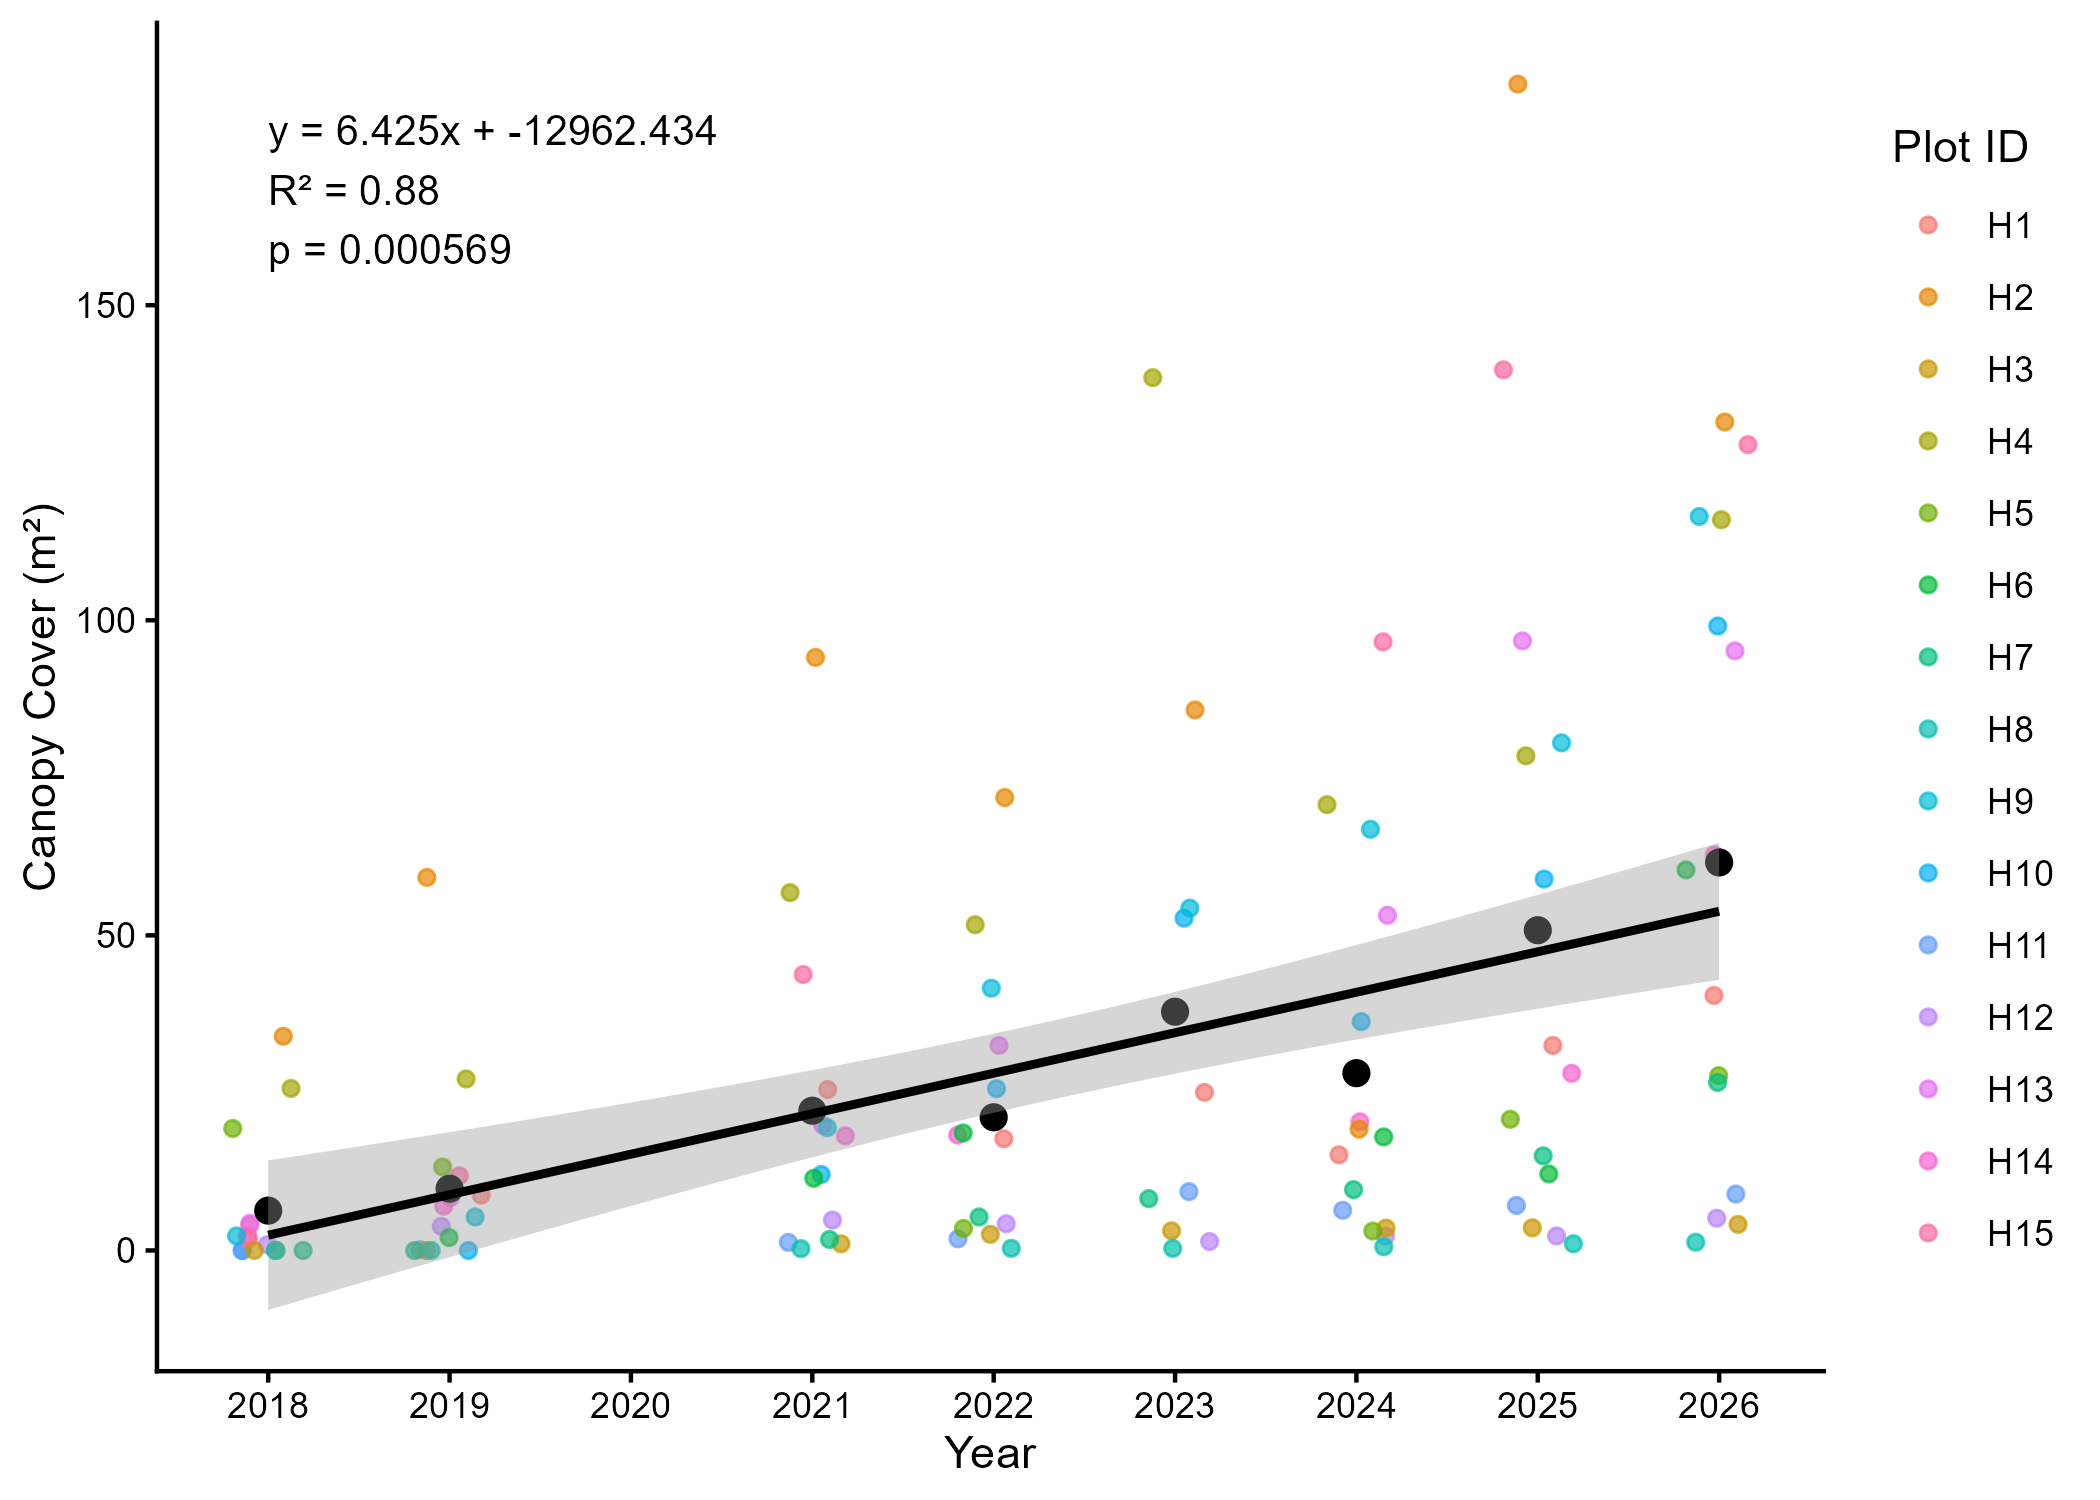 y = 6.425x + -12962.434
R² = 0.88
p = 0.000569
Canopy Cover (m²)
150
100
50
0
2018 2019 2020 2021 2022 2023 2024 2025 2026
Year
Plot ID
H1
H2
H3
H4
H5
H6
H7
H8
H9
H10
H11
H12
H13
H14
H15